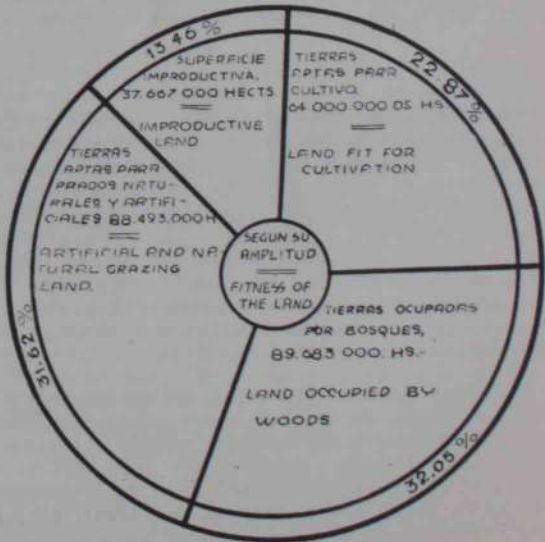 13.46 %
SUPERFICIE
IMPRODUCTIVA.
37.667.000 HECTS.
IMPRODUCTIVE
LAND
22.87 %
TIERRAS
APTAS PARA
CULTIVO.
64.000.000 DS HS
LAND FIT FOR
CULTIVATION
TIERRAS
APTAS PARA
PRADOS NATU-
RALES Y ARTIFI-
CIALES 88.493.000 H
ARTIFICIAL AND NA-
TURAL GRAZING
LAND.
31.62 %
SEGUN SU
AMPLITUD
FITNESS OF
THE LAND
TIERRAS OCUPADAS
POR BOSQUES,
89.683.000. HS.-
LAND OCCUPIED BY
WOODS
32.05 %